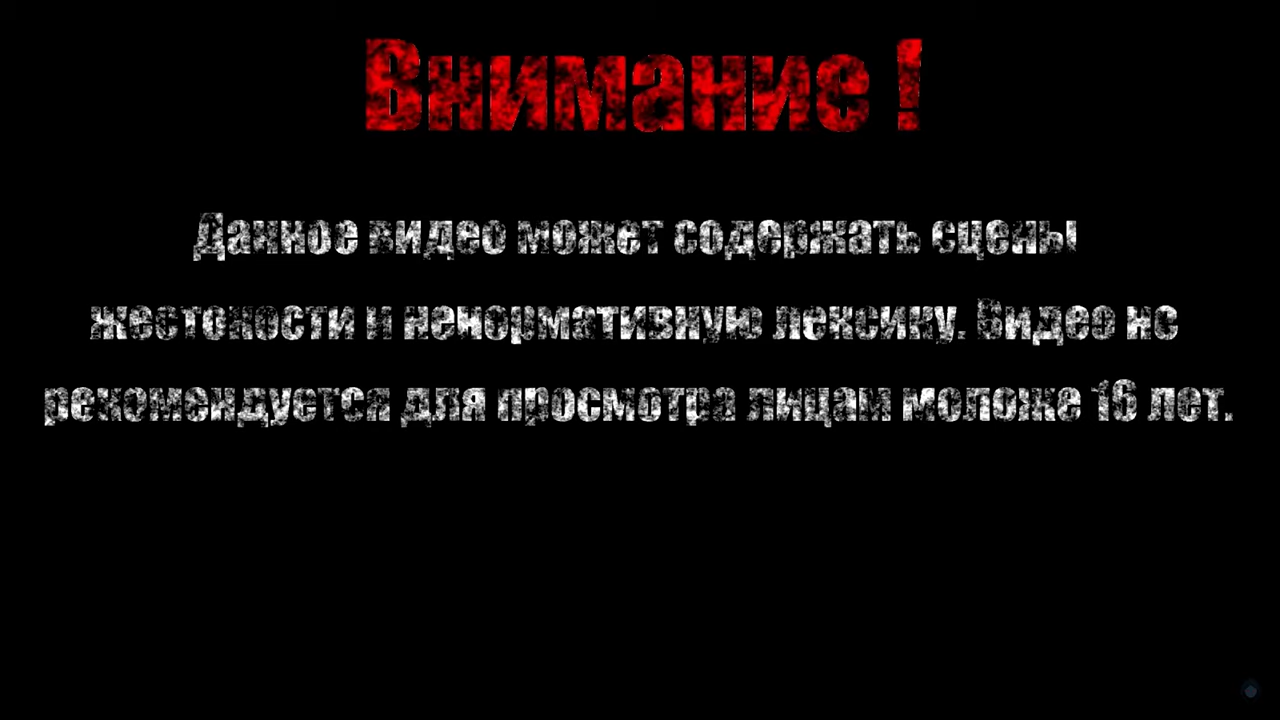 Внимание !
Данное видео может содержать сцены
жестокости и ненормативную лексику. Видео не
рекомендуется для просмотра лицам моложе 16 лет.